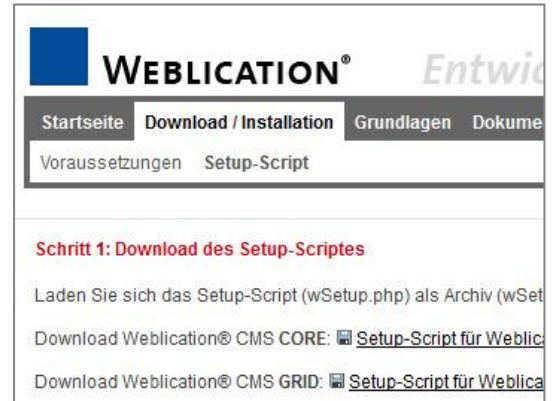 WEBLICATION® Entwic
Startseite Download / Installation Grundlagen Dokume
Voraussetzungen Setup-Script
Schritt 1: Download des Setup-Scriptes
Laden Sie sich das Setup-Script (wSetup.php) als Archiv (wSet
Download Weblication® CMS CORE: Setup-Script für Weblic
Download Weblication® CMS GRID: Setup-Script für Weblica